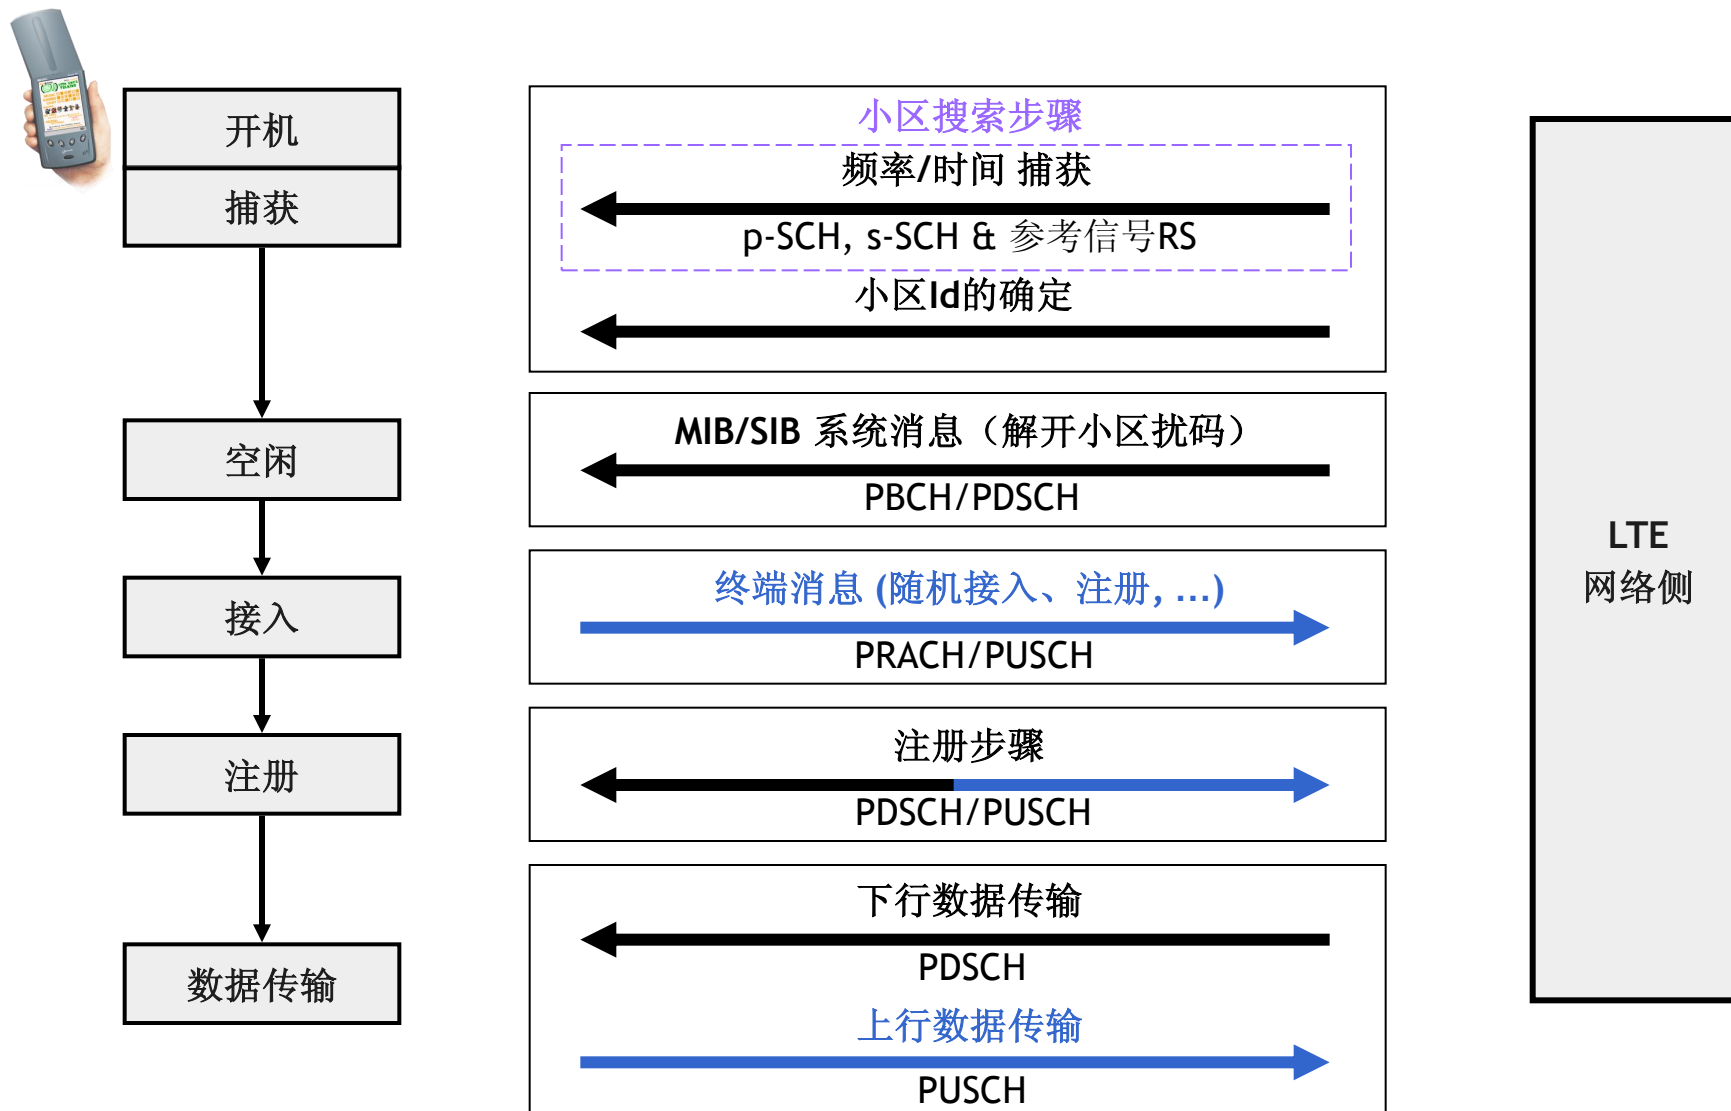 开机
捕获
空闲
接入
注册
数据传输
小区搜索步骤
频率/时间 捕获
p-SCH, s-SCH & 参考信号RS
小区Id的确定
MIB/SIB 系统消息（解开小区扰码）
PBCH/PDSCH
终端消息 (随机接入、注册, ...)
PRACH/PUSCH
注册步骤
PDSCH/PUSCH
下行数据传输
PDSCH
上行数据传输
PUSCH
LTE
网络侧